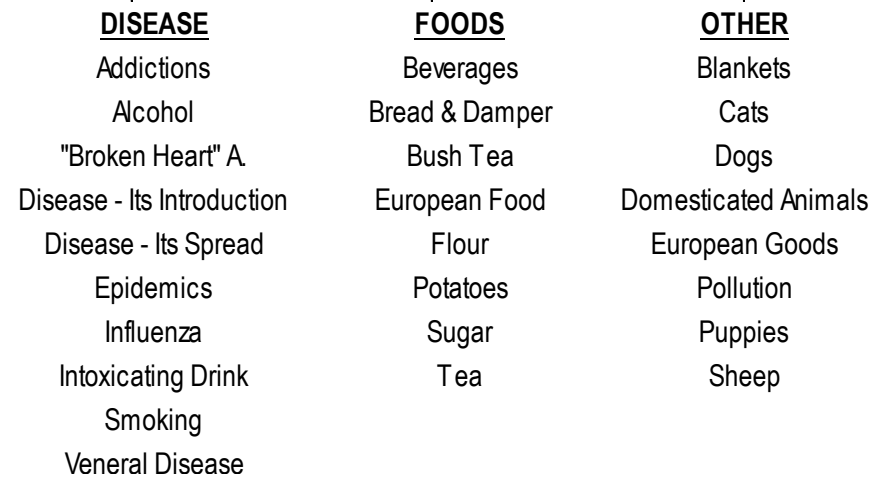 DISEASE FOODS OTHER
Addictions Beverages Blankets
Alcohol Bread & Damper Cats
"Broken Heart" A. Bush Tea Dogs
Disease - Its Introduction European Food Domesticated Animals
Disease - Its Spread Flour European Goods
Epidemics Potatoes Pollution
Influenza Sugar Puppies
Intoxicating Drink Tea Sheep
Smoking
Veneral Disease